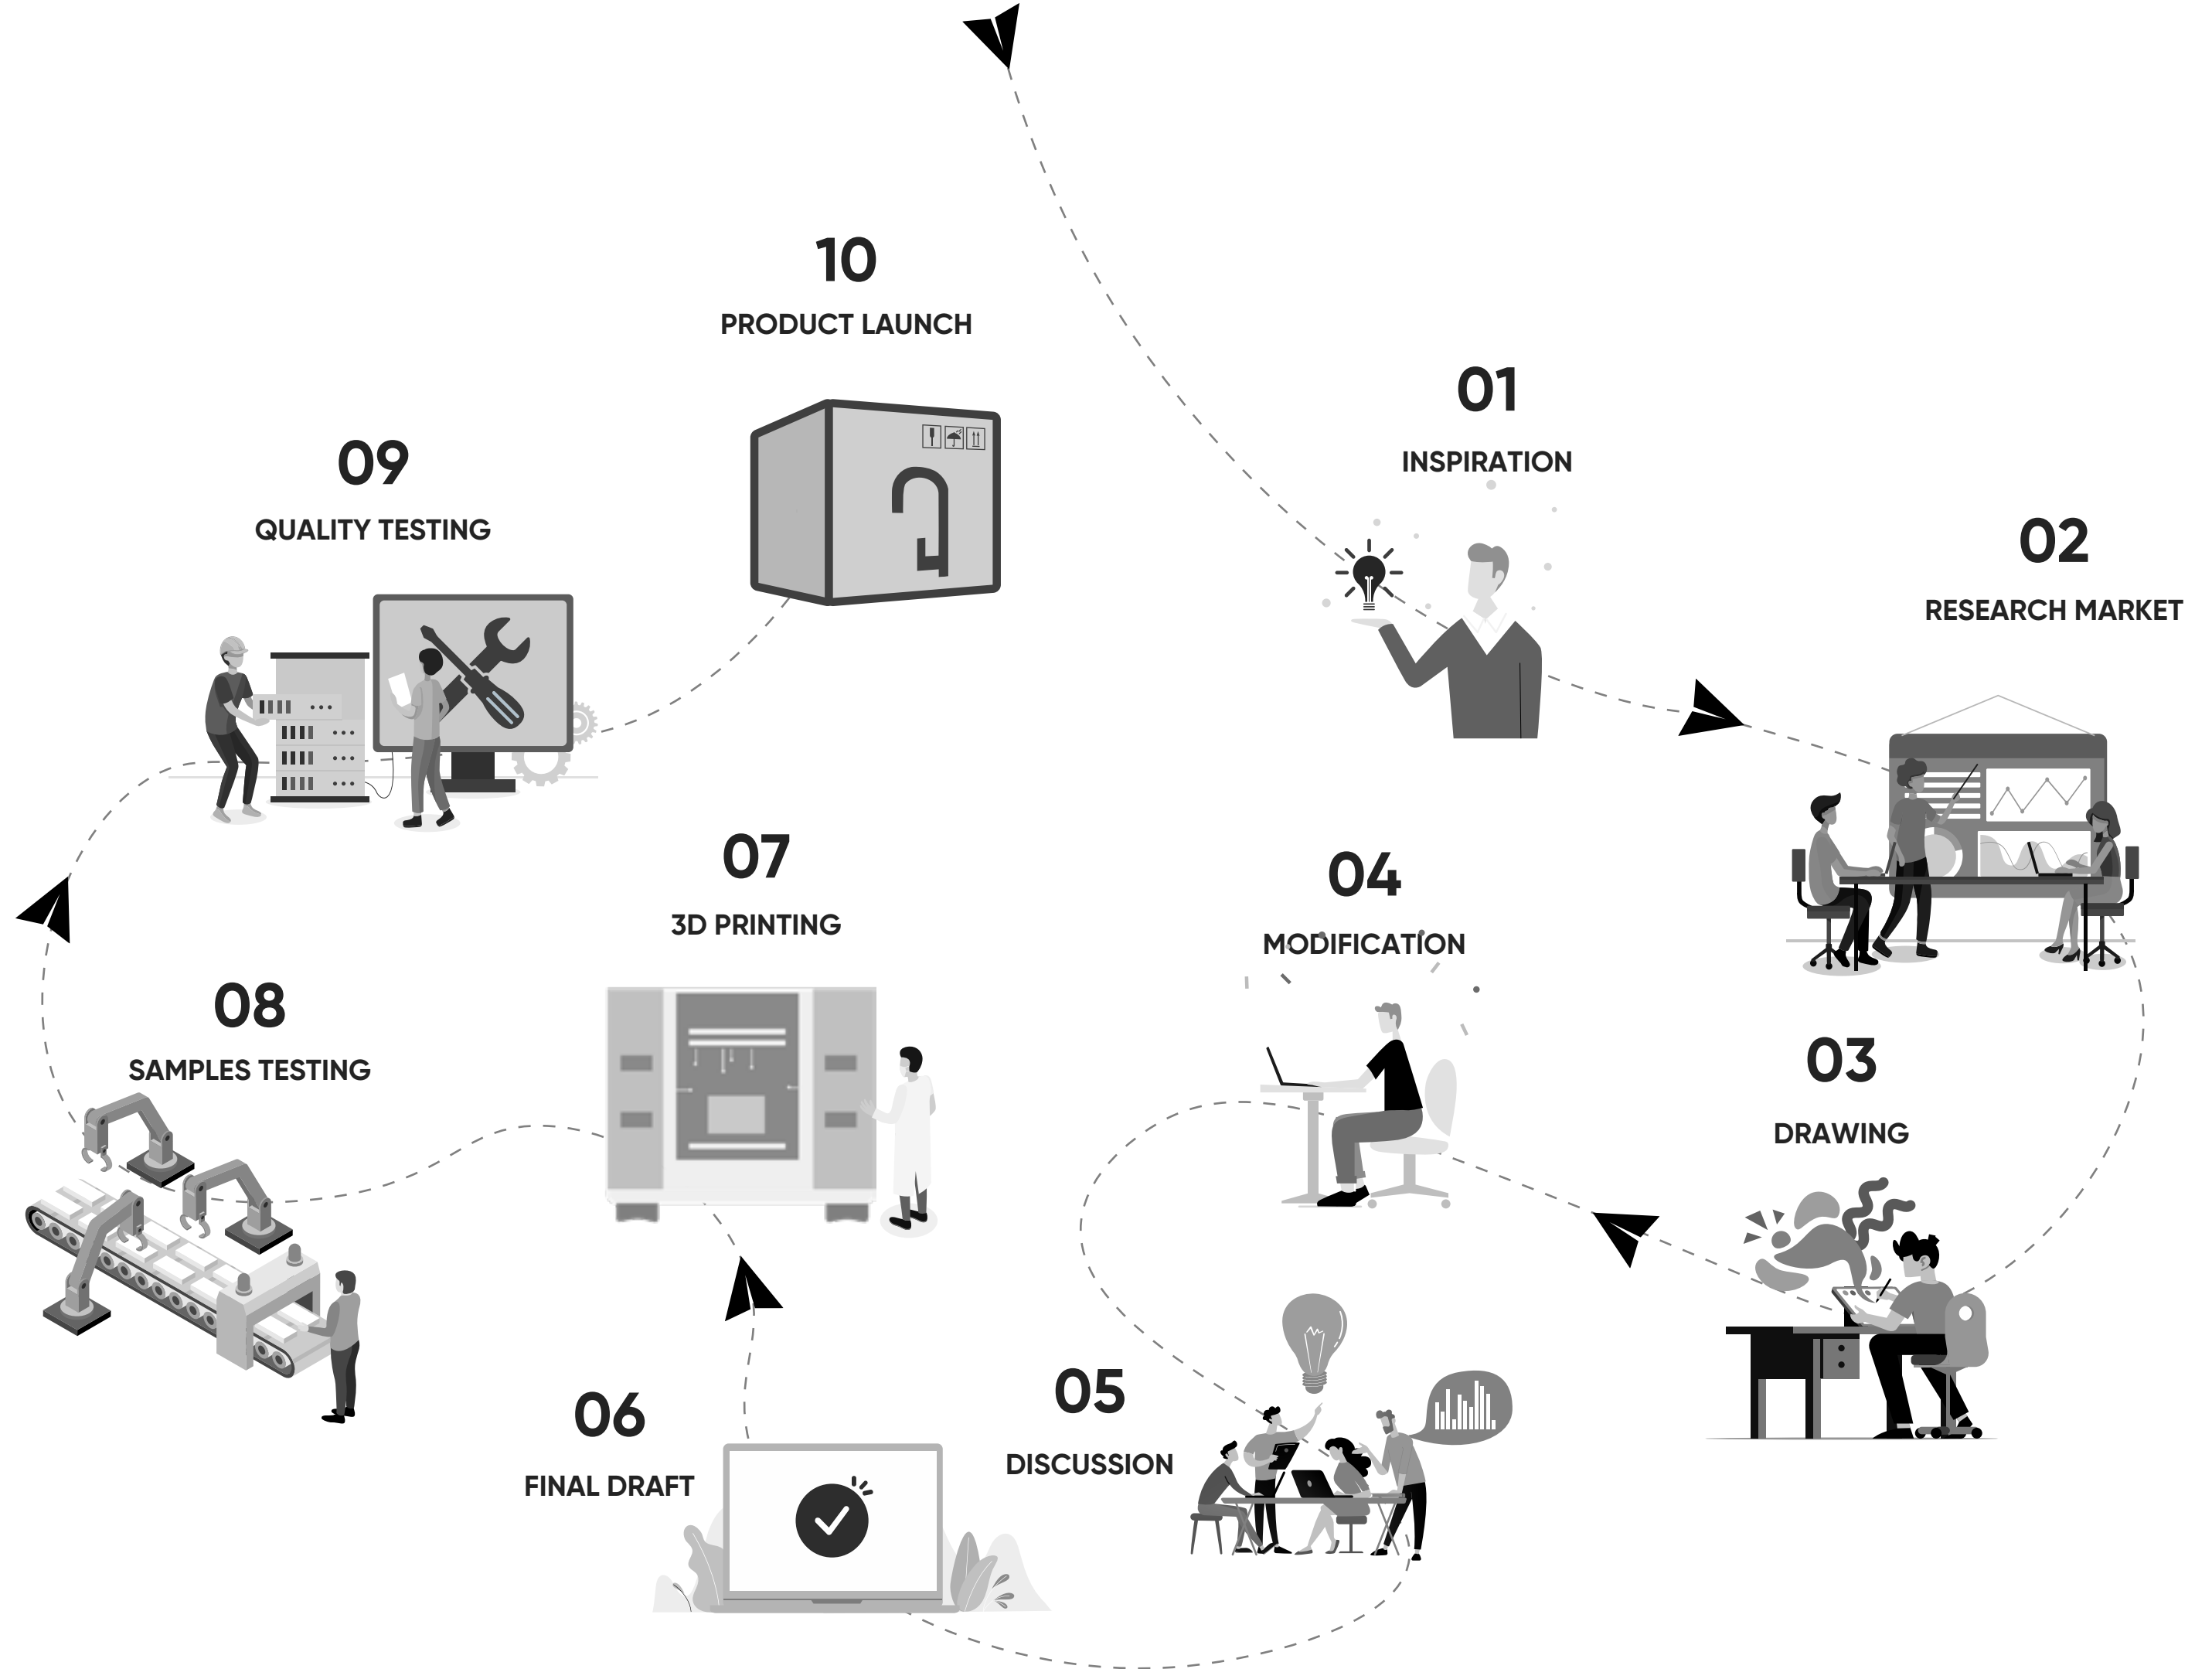 01
INSPIRATION
02
RESEARCH MARKET
03
DRAWING
04
MODIFICATION
05
DISCUSSION
06
FINAL DRAFT
07
3D PRINTING
08
SAMPLES TESTING
09
QUALITY TESTING
10
PRODUCT LAUNCH